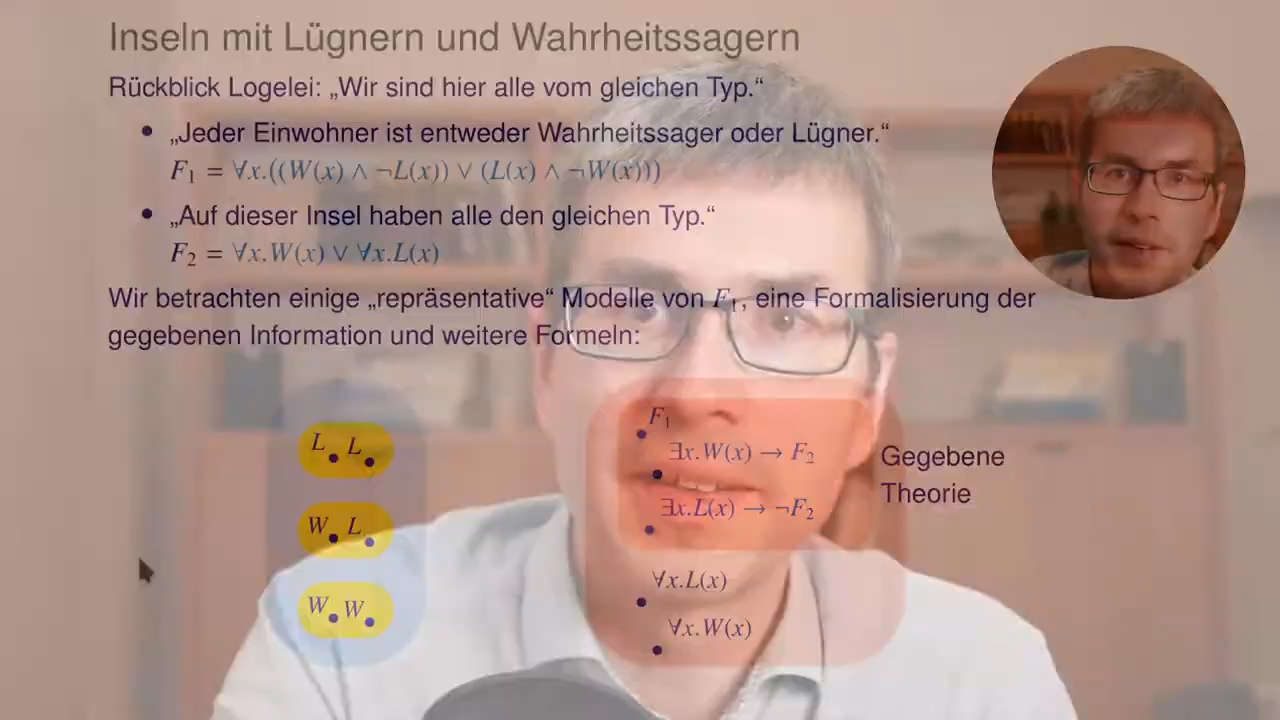 Inseln mit Lügnern und Wahrheitssagern
Rückblick Logelei: „Wir sind hier alle vom gleichen Typ.“
• „Jeder Einwohner ist entweder Wahrheitssager oder Lügner.“
F₁ = ∀x.((W(x) ∧ ¬L(x)) ∨ (L(x) ∧ ¬W(x)))
• „Auf dieser Insel haben alle den gleichen Typ.“
F₂ = ∀x.W(x) ∨ ∀x.L(x)
Wir betrachten einige „repräsentative“ Modelle von F₁, eine Formalisierung der
gegebenen Information und weitere Formeln:
L L
W L
W W
F₁
∃x.W(x) → F₂
∃x.L(x) → ¬F₂
∀x.L(x)
∀x.W(x)
Gegebene
Theorie